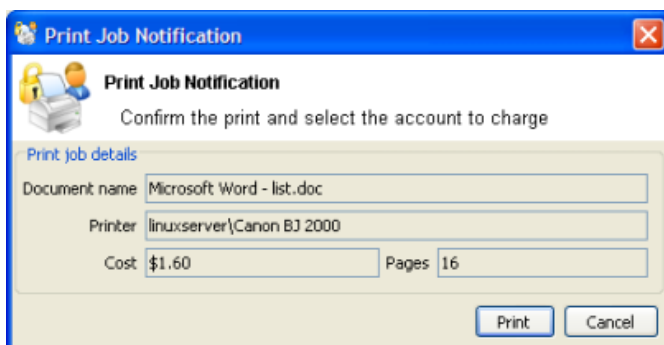 Print Job Notification
Print Job Notification
Confirm the print and select the account to charge
Print job details
Document name Microsoft Word - list.doc
Printer linuxserver\Canon BJ 2000
Cost $1.60 Pages 16
Print Cancel